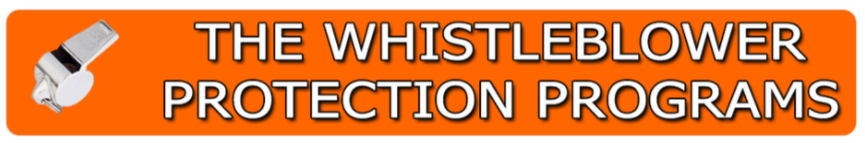 THE WHISTLEBLOWER
PROTECTION PROGRAMS